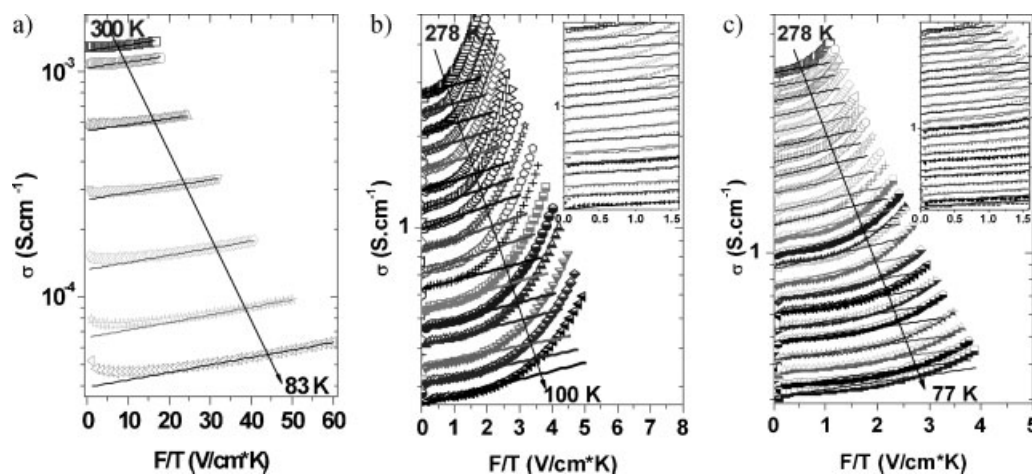 a)
300 K
10⁻³
10⁻⁴
σ (S.cm⁻¹)
83 K
0 10 20 30 40 50 60
F/T (V/cm*K)
b)
278 K
1
σ (S.cm⁻¹)
1
0.0 0.5 1.0 1.5
100 K
0 1 2 3 4 5 6 7 8
F/T (V/cm*K)
c)
278 K
1
σ (S.cm⁻¹)
1
0.0 0.5 1.0 1.5
77 K
0 1 2 3 4 5
F/T (V/cm*K)